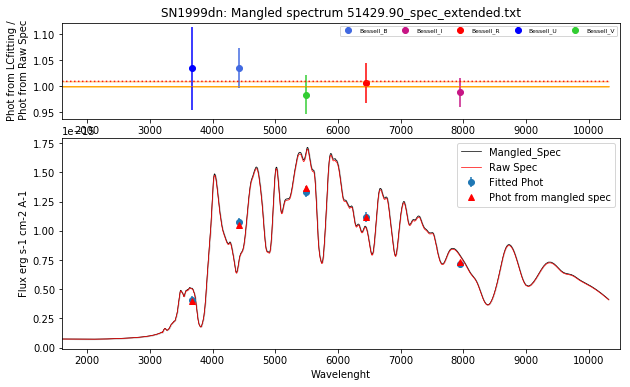 SN1999dn: Mangled spectrum 51429.90_spec_extended.txt
Phot from LCfitting /
Phot from Raw Spec
1.10
1.05
1.00
0.95
Bessell_B Bessell_I Bessell_R Bessell_U Bessell_V
2000 3000 4000 5000 6000 7000 8000 9000 10000
1e−15
Flux erg s-1 cm-2 A-1
1.75
1.50
1.25
1.00
0.75
0.50
0.25
0.00
Mangled_Spec
Raw Spec
Fitted Phot
Phot from mangled spec
2000 3000 4000 5000 6000 7000 8000 9000 10000
Wavelenght